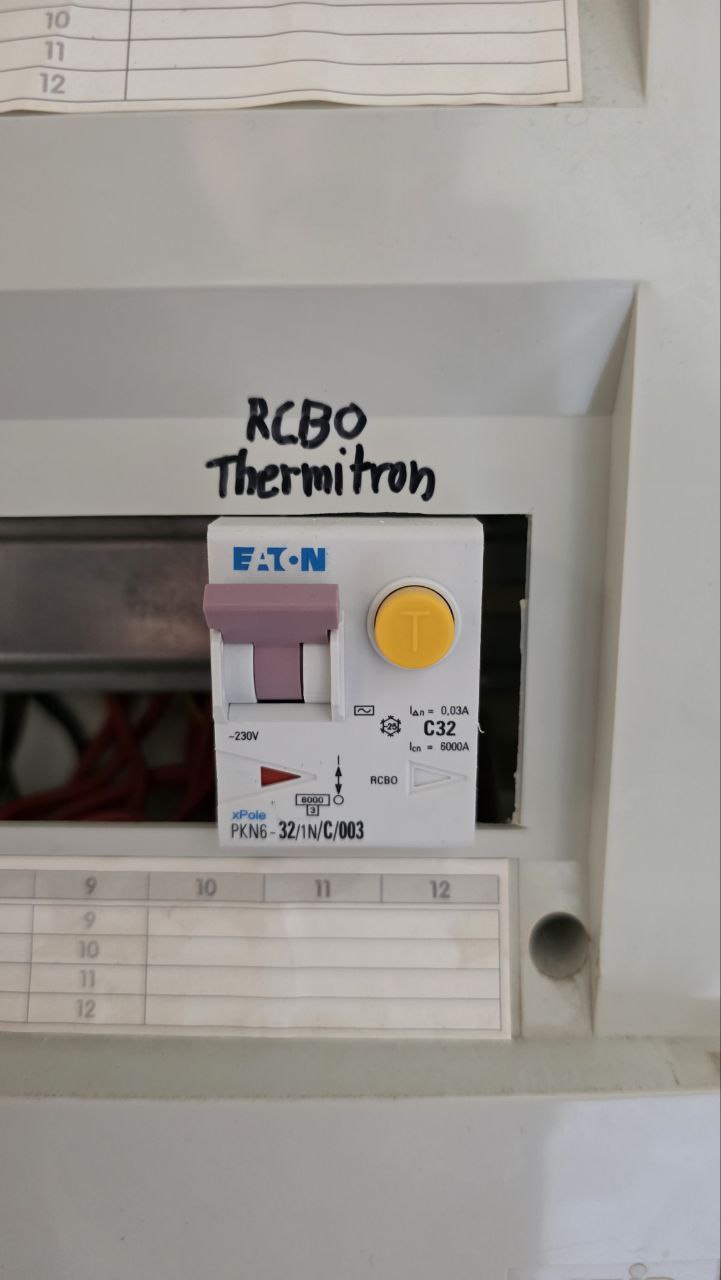 10
11
12
RCBO
Thermitron
EATON
T
I∆n = 0,03A
-25 C32
Icn = 6000A
~230V
I
RCBO
6000
3
xPole
PKN6-32/1N/C/003
9 10 11 12
9
10
11
12